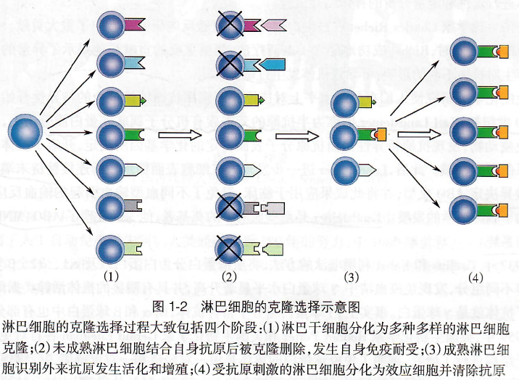 (1)
(2)
(3)
(4)
图 1-2 淋巴细胞的克隆选择示意图
淋巴细胞的克隆选择过程大致包括四个阶段:(1)淋巴干细胞分化为多种多样的淋巴细胞
克隆;(2)未成熟淋巴细胞结合自身抗原后被克隆删除,发生自身免疫耐受;(3)成熟淋巴细
胞识别外来抗原发生活化和增殖;(4)受抗原刺激的淋巴细胞分化为效应细胞并清除抗原